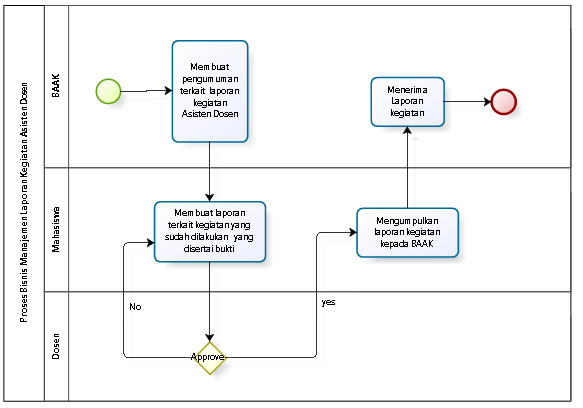 Proses Bisnis Manajemen Laporan Kegiatan Asisten Dosen
BAAK
Membuat
pengumuman
terkait laporan
kegiatan
Asisten Dosen
Menerima
Laporan
kegiatan
Mahasiswa
Membuat laporan
terkait kegiatan yang
sudah dilakukan yang
disertai bukti
Mengumpulkan
laporan kegiatan
kepada BAAK
Dosen
No
yes
Approve